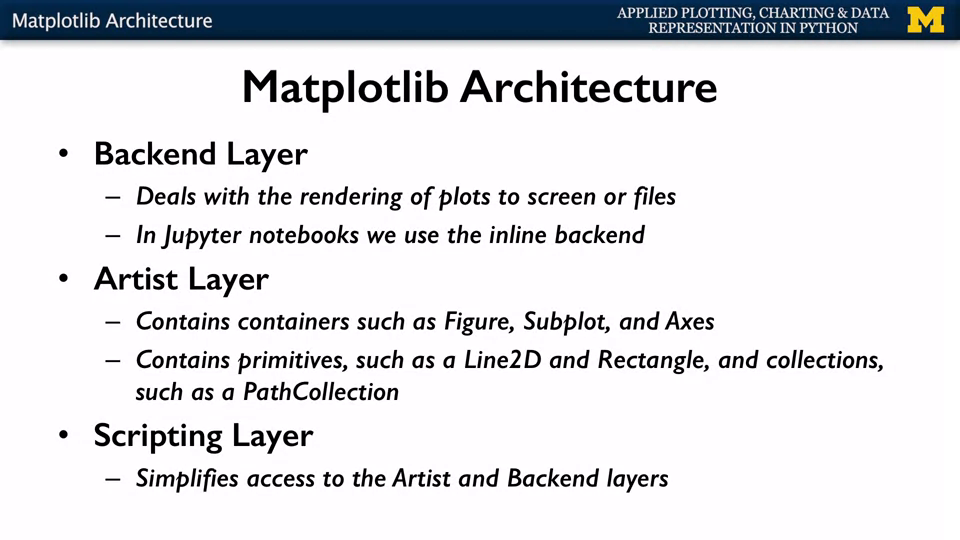 Matplotlib Architecture
APPLIED PLOTTING, CHARTING & DATA
REPRESENTATION IN PYTHON
M
Matplotlib Architecture
• Backend Layer
– Deals with the rendering of plots to screen or files
– In Jupyter notebooks we use the inline backend
• Artist Layer
– Contains containers such as Figure, Subplot, and Axes
– Contains primitives, such as a Line2D and Rectangle, and collections,
such as a PathCollection
• Scripting Layer
– Simplifies access to the Artist and Backend layers